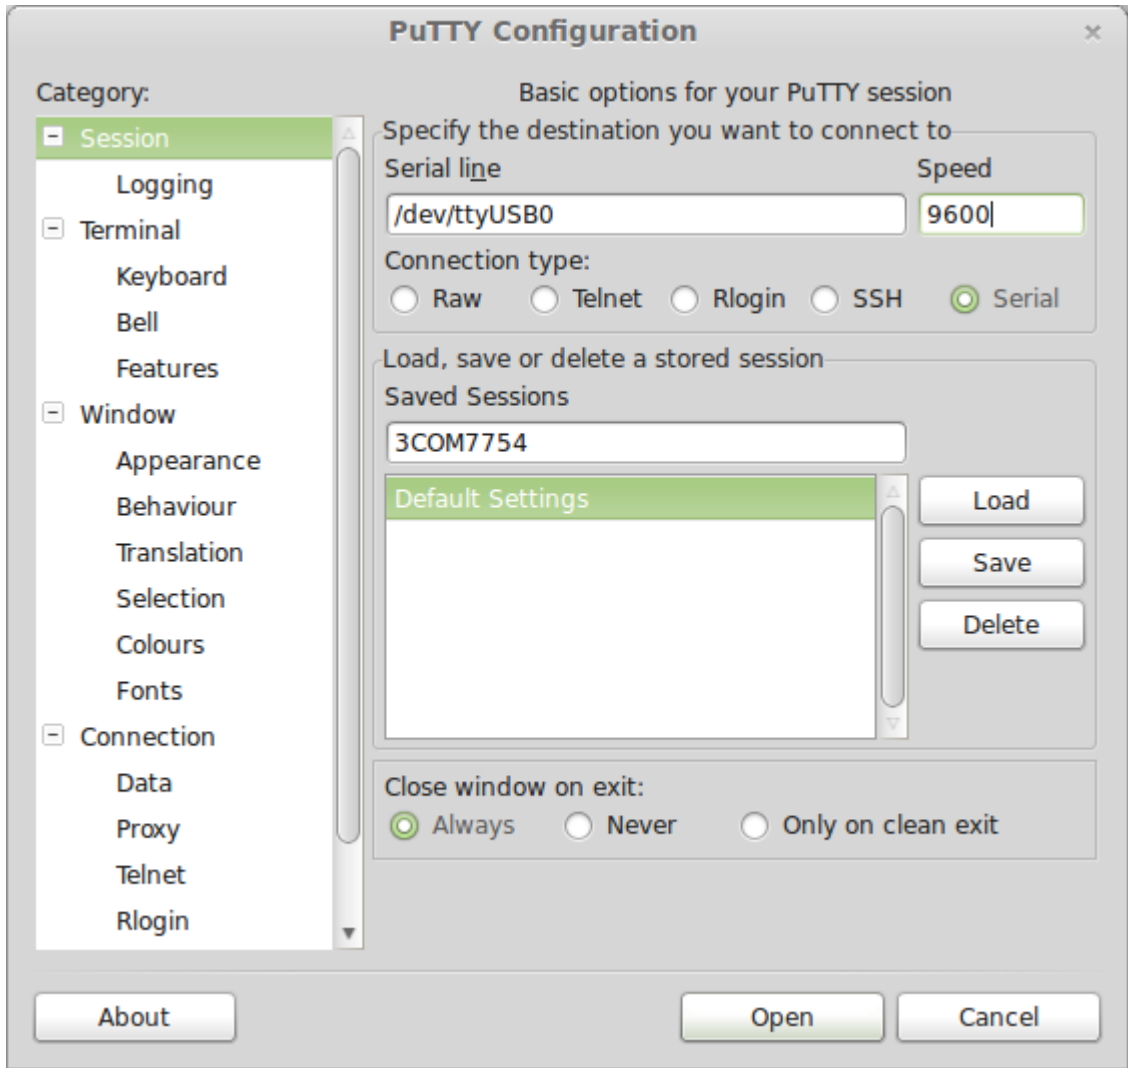 PuTTY Configuration
Category:
Session
Logging
Terminal
Keyboard
Bell
Features
Window
Appearance
Behaviour
Translation
Selection
Colours
Fonts
Connection
Data
Proxy
Telnet
Rlogin
Basic options for your PuTTY session
Specify the destination you want to connect to
Serial line Speed
/dev/ttyUSB0 9600
Connection type:
Raw Telnet Rlogin SSH Serial
Load, save or delete a stored session
Saved Sessions
3COM7754
Default Settings
Load
Save
Delete
Close window on exit:
Always Never Only on clean exit
About Open Cancel